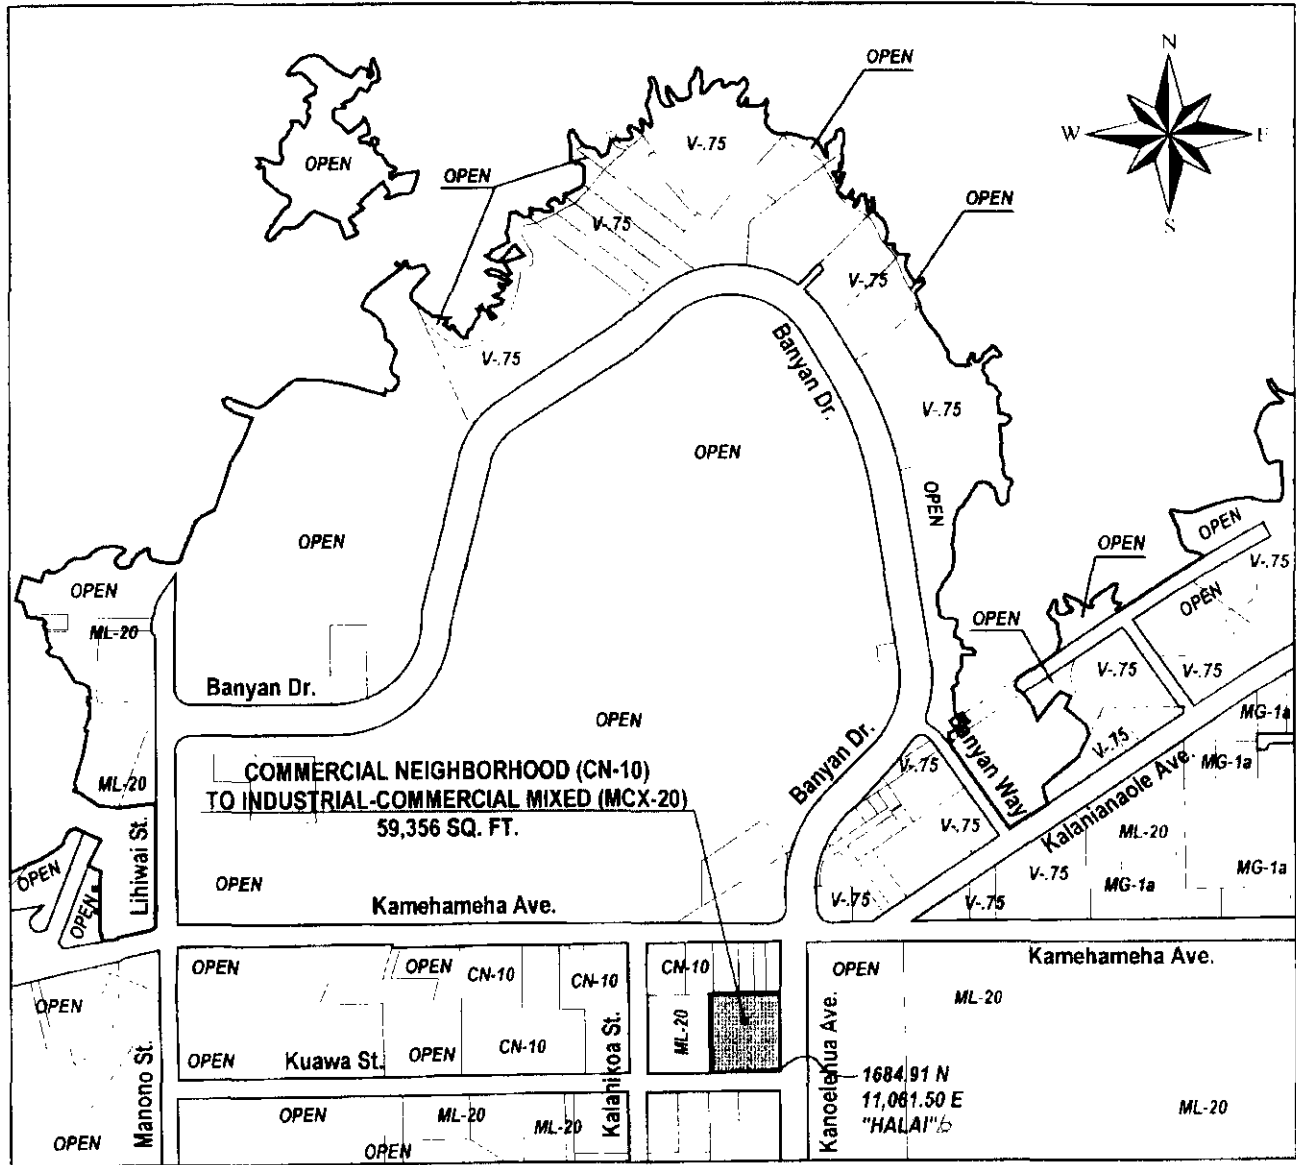 N
OPEN
W
E
S
V-.75
OPEN
OPEN
OPEN
V-.75
V-.75
V-.75
Banyan Dr.
V-.75
OPEN
OPEN
OPEN
OPEN
OPEN
V-.75
OPEN
OPEN
ML-20
OPEN
V-.75
V-.75
Banyan Dr.
OPEN
MG-1a
Banyan Way
V-.75
MG-1a
Banyan Dr.
V-.75
Kalanianaole Ave.
ML-20
COMMERCIAL NEIGHBORHOOD (CN-10)
TO INDUSTRIAL-COMMERCIAL MIXED (MCX-20)
59,356 SQ. FT.
ML-20
Lihiwai St.
V-.75
V-.75
MG-1a
MG-1a
OPEN
OPEN
OPEN
V-.75
V-.75
Kamehameha Ave.
Kamehameha Ave.
OPEN
OPEN
CN-10
CN-10
CN-10
OPEN
ML-20
OPEN
Manono St.
OPEN
Kuawa St.
OPEN
CN-10
Kalanikoa St.
ML-20
Kanoelehua Ave.
1684.91 N
11,061.50 E
"HALAI"
ML-20
OPEN
OPEN
ML-20
ML-20
OPEN